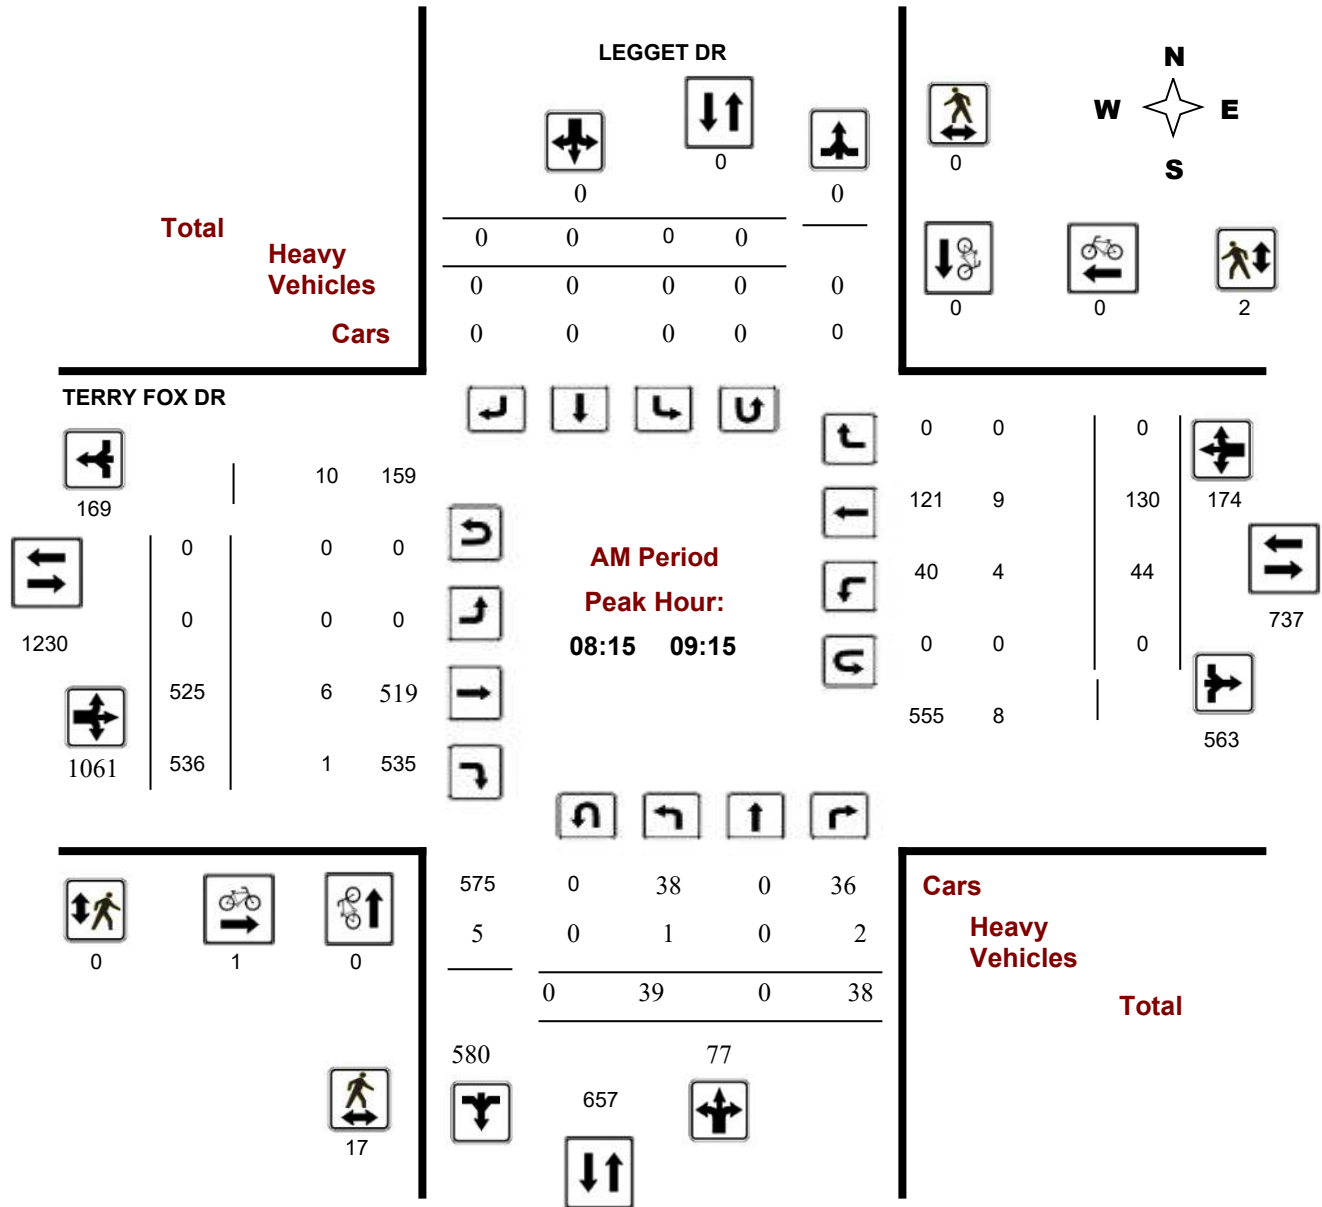 LEGGET DR
N
W E
S
0
0
0 0
0
Total
0 0 0 0
Heavy
Vehicles
0 0 0 0 0
0 0 2
Cars
0 0 0 0 0
TERRY FOX DR
0 0 0
10 159
169
121 9 130 174
0 0 0
AM Period
40 4 44
Peak Hour:
0 0 0
737
1230
08:15 09:15
0 0 0
525 6 519
555 8
563
1061 536 1 535
575 0 38 0 36
Cars
5 0 1 0 2
Heavy
Vehicles
0 1 0
0 39 0 38
Total
580 77
657
17